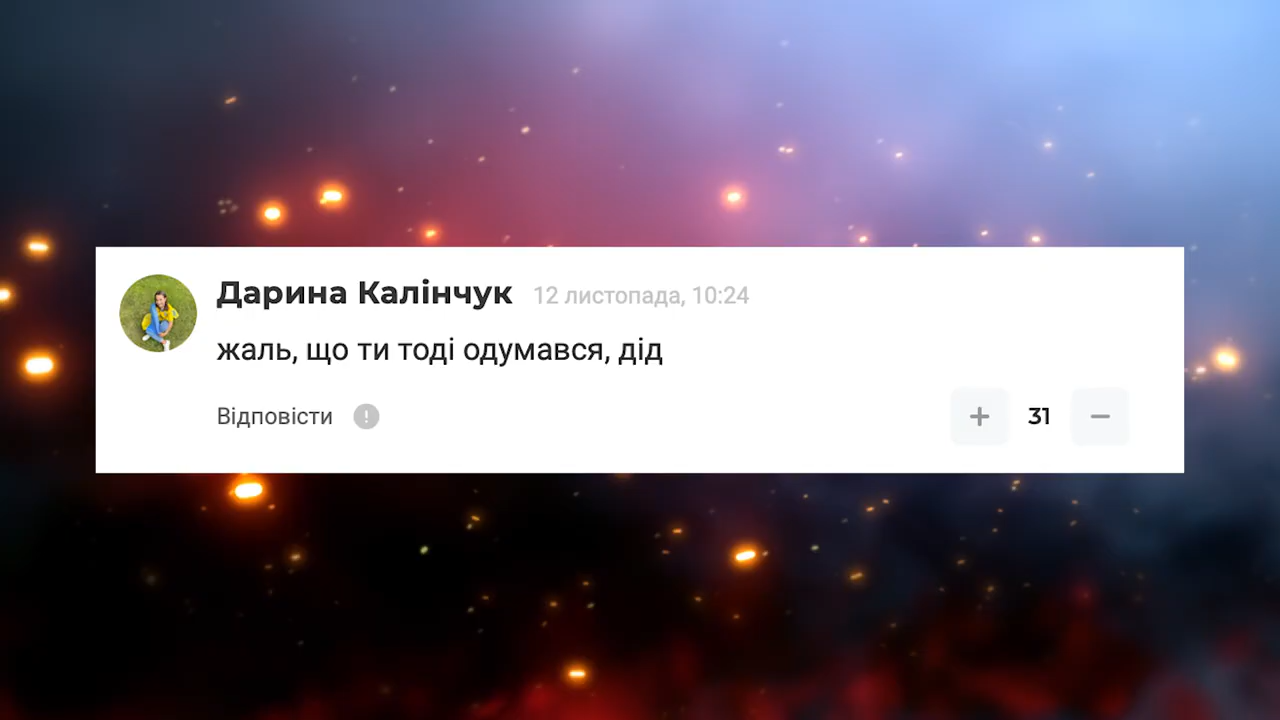 Дарина Калінчук 12 листопада, 10:24
жаль, що ти тоді одумався, дід
Відповісти ! + 31 −